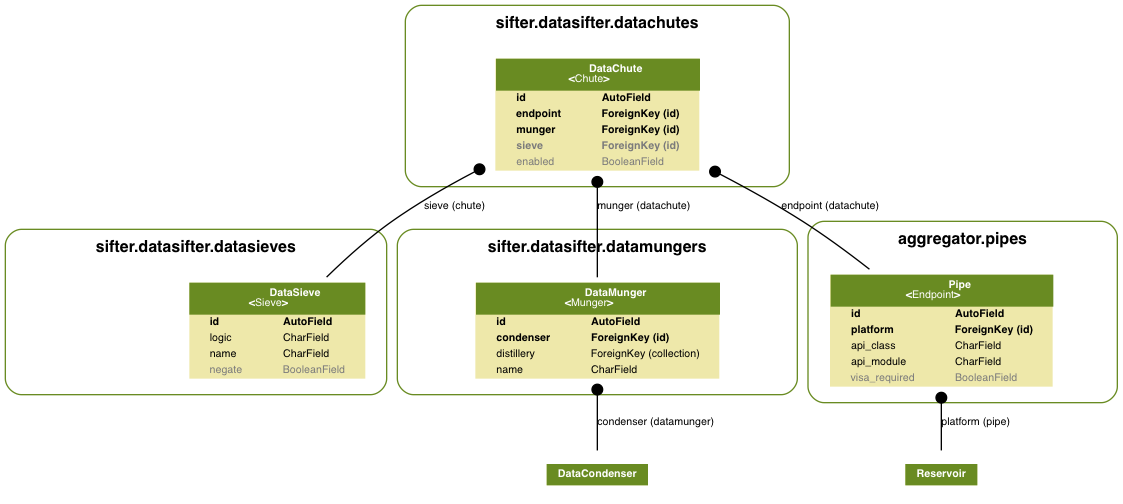 sifter.datasifter.datachutes
DataChute
<Chute>
id AutoField
endpoint ForeignKey (id)
munger ForeignKey (id)
sieve ForeignKey (id)
enabled BooleanField
sieve (chute)
munger (datachute)
endpoint (datachute)
sifter.datasifter.datasieves
DataSieve
<Sieve>
id AutoField
logic CharField
name CharField
negate BooleanField
sifter.datasifter.datamungers
DataMunger
<Munger>
id AutoField
condenser ForeignKey (id)
distillery ForeignKey (collection)
name CharField
aggregator.pipes
Pipe
<Endpoint>
id AutoField
platform ForeignKey (id)
api_class CharField
api_module CharField
visa_required BooleanField
condenser (datamunger)
platform (pipe)
DataCondenser
Reservoir